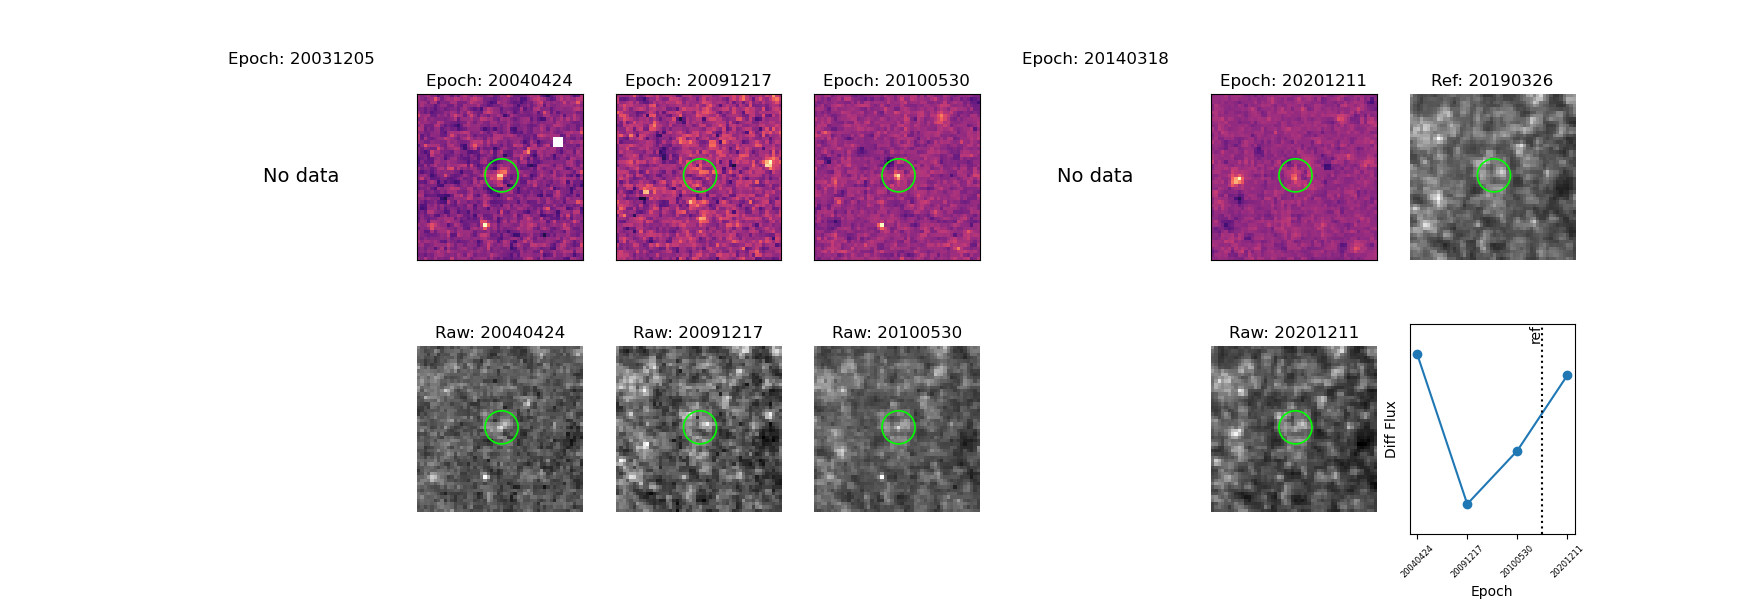 Epoch: 20031205
Epoch: 20140318
Epoch: 20040424
Epoch: 20091217
Epoch: 20100530
Epoch: 20201211
Ref: 20190326
No data
No data
Raw: 20040424
Raw: 20091217
Raw: 20100530
Raw: 20201211
ref
Diff Flux
20040424
20091217
20100530
20201211
Epoch